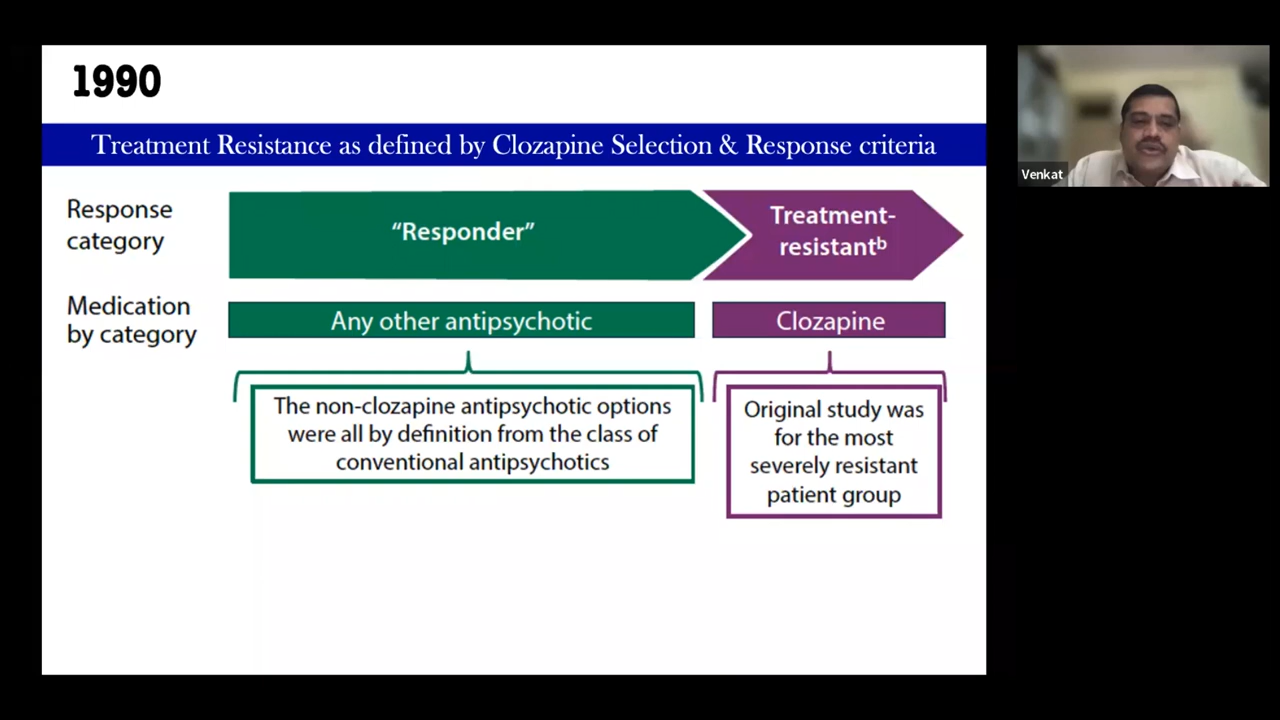 1990
Treatment Resistance as defined by Clozapine Selection & Response criteria
Response
category
“Responder”
Treatment-
resistantᵇ
Medication
by category
Any other antipsychotic
Clozapine
The non-clozapine antipsychotic options
were all by definition from the class of
conventional antipsychotics
Original study was
for the most
severely resistant
patient group
Venkat